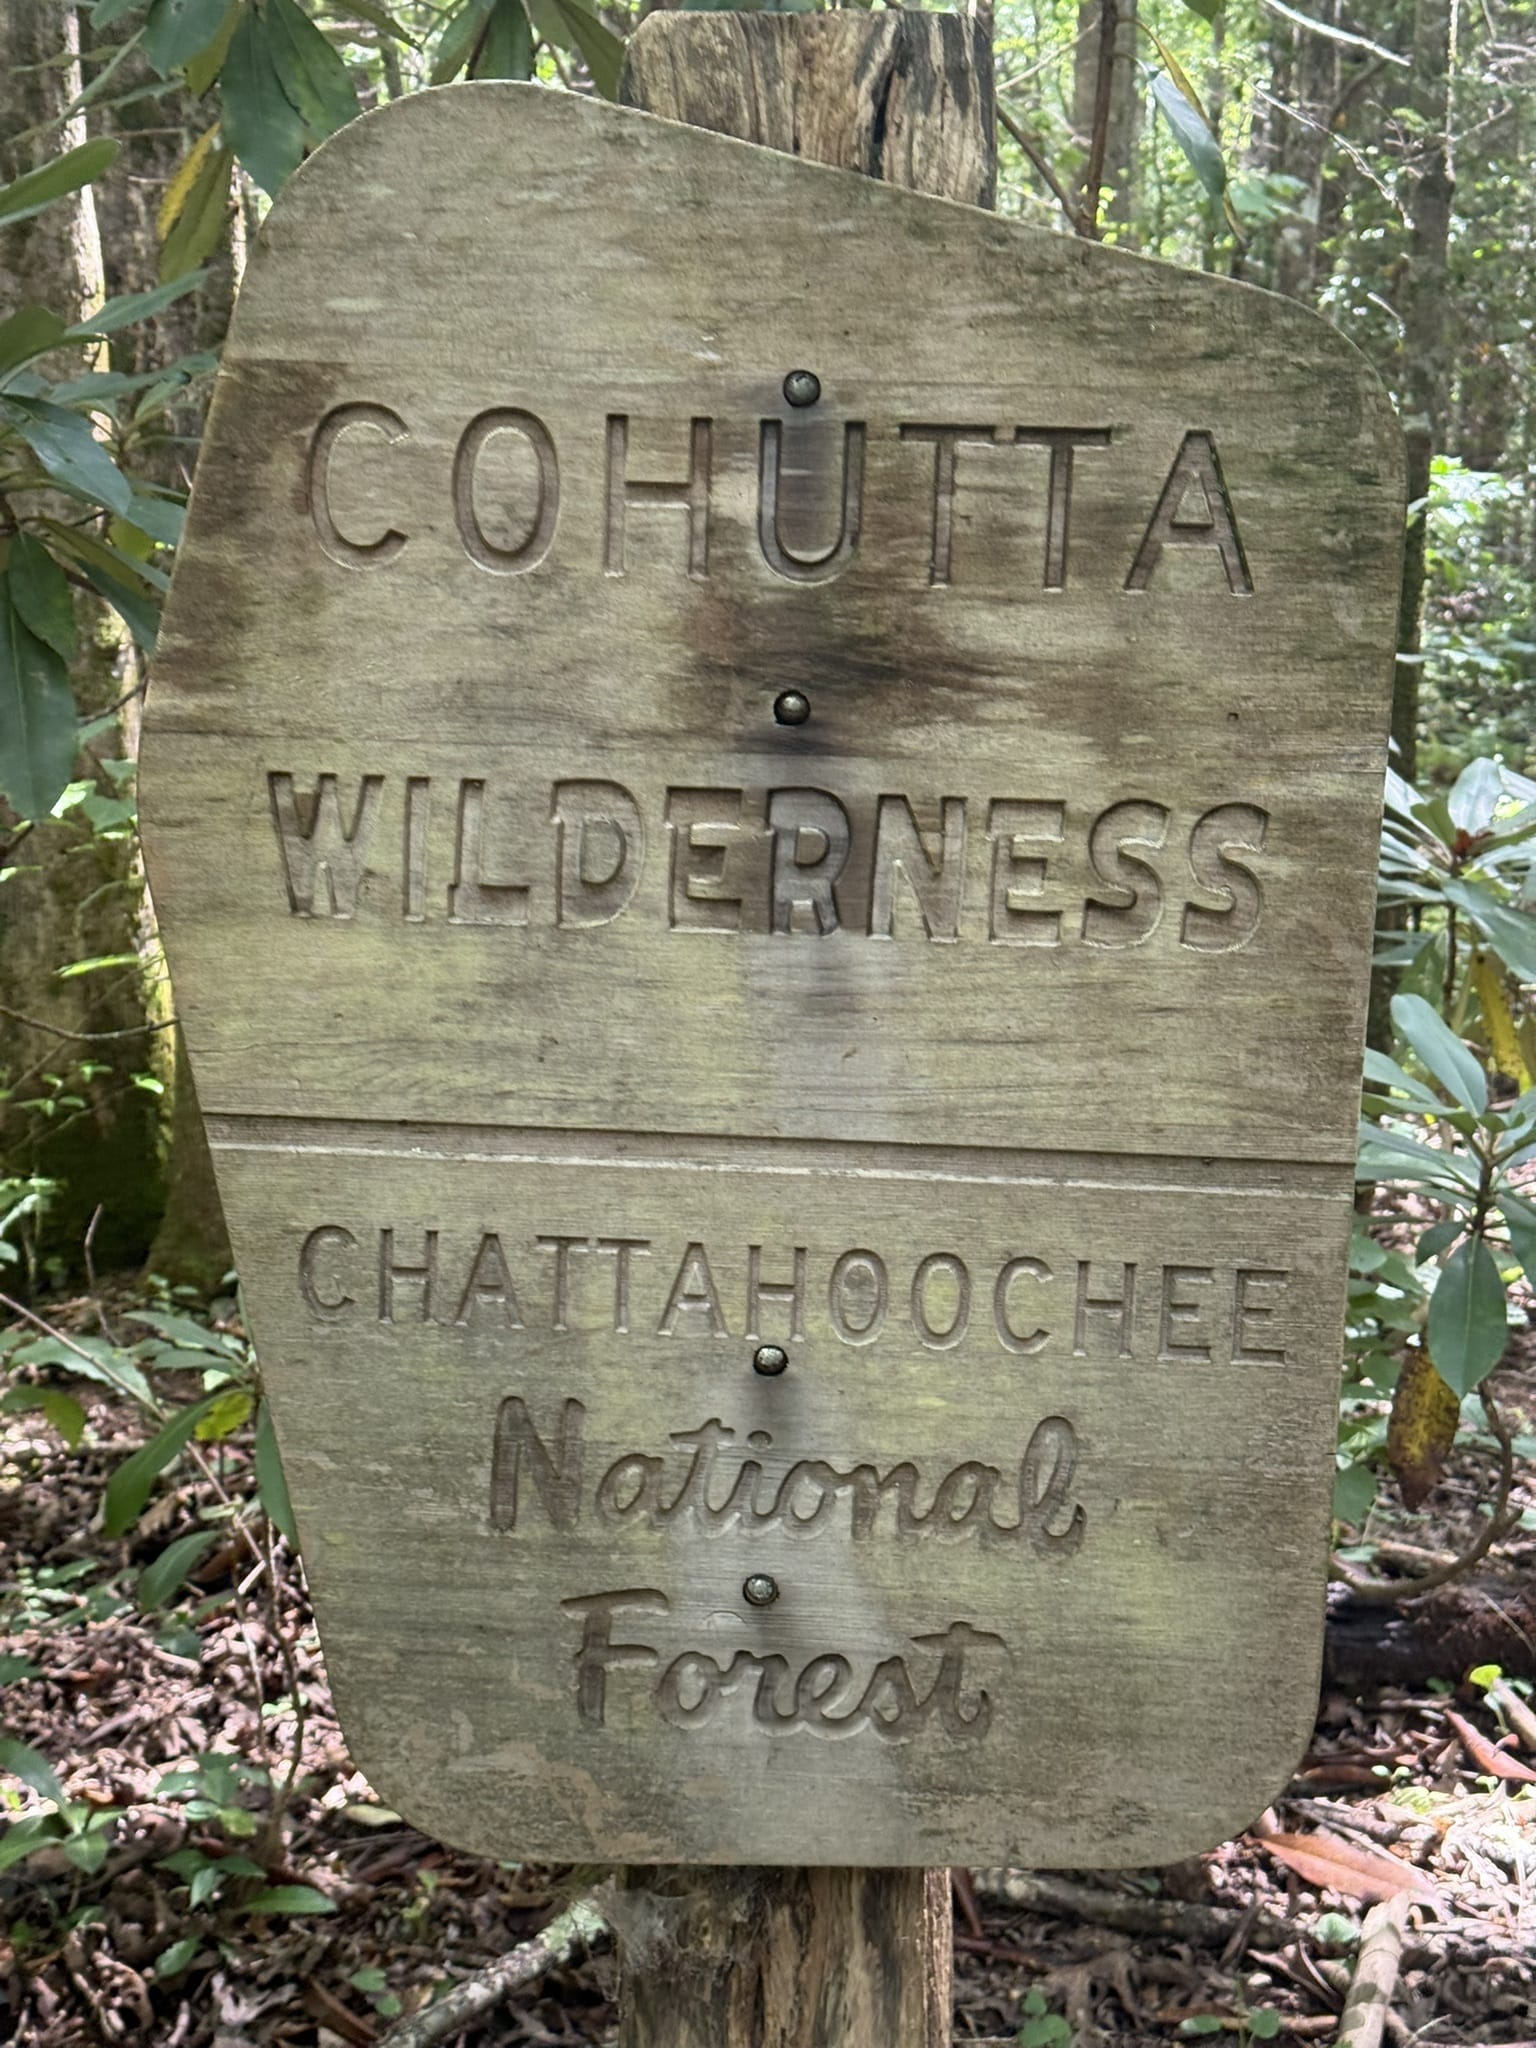 COHUTTA
WILDERNESS
CHATTAHOOCHEE
National
Forest